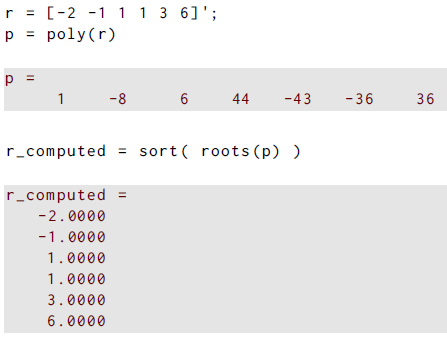 r = [-2 -1 1 1 3 6]';
p = poly(r)
p =
1 -8 6 44 -43 -36 36
r_computed = sort( roots(p) )
r_computed =
-2.0000
-1.0000
1.0000
1.0000
3.0000
6.0000